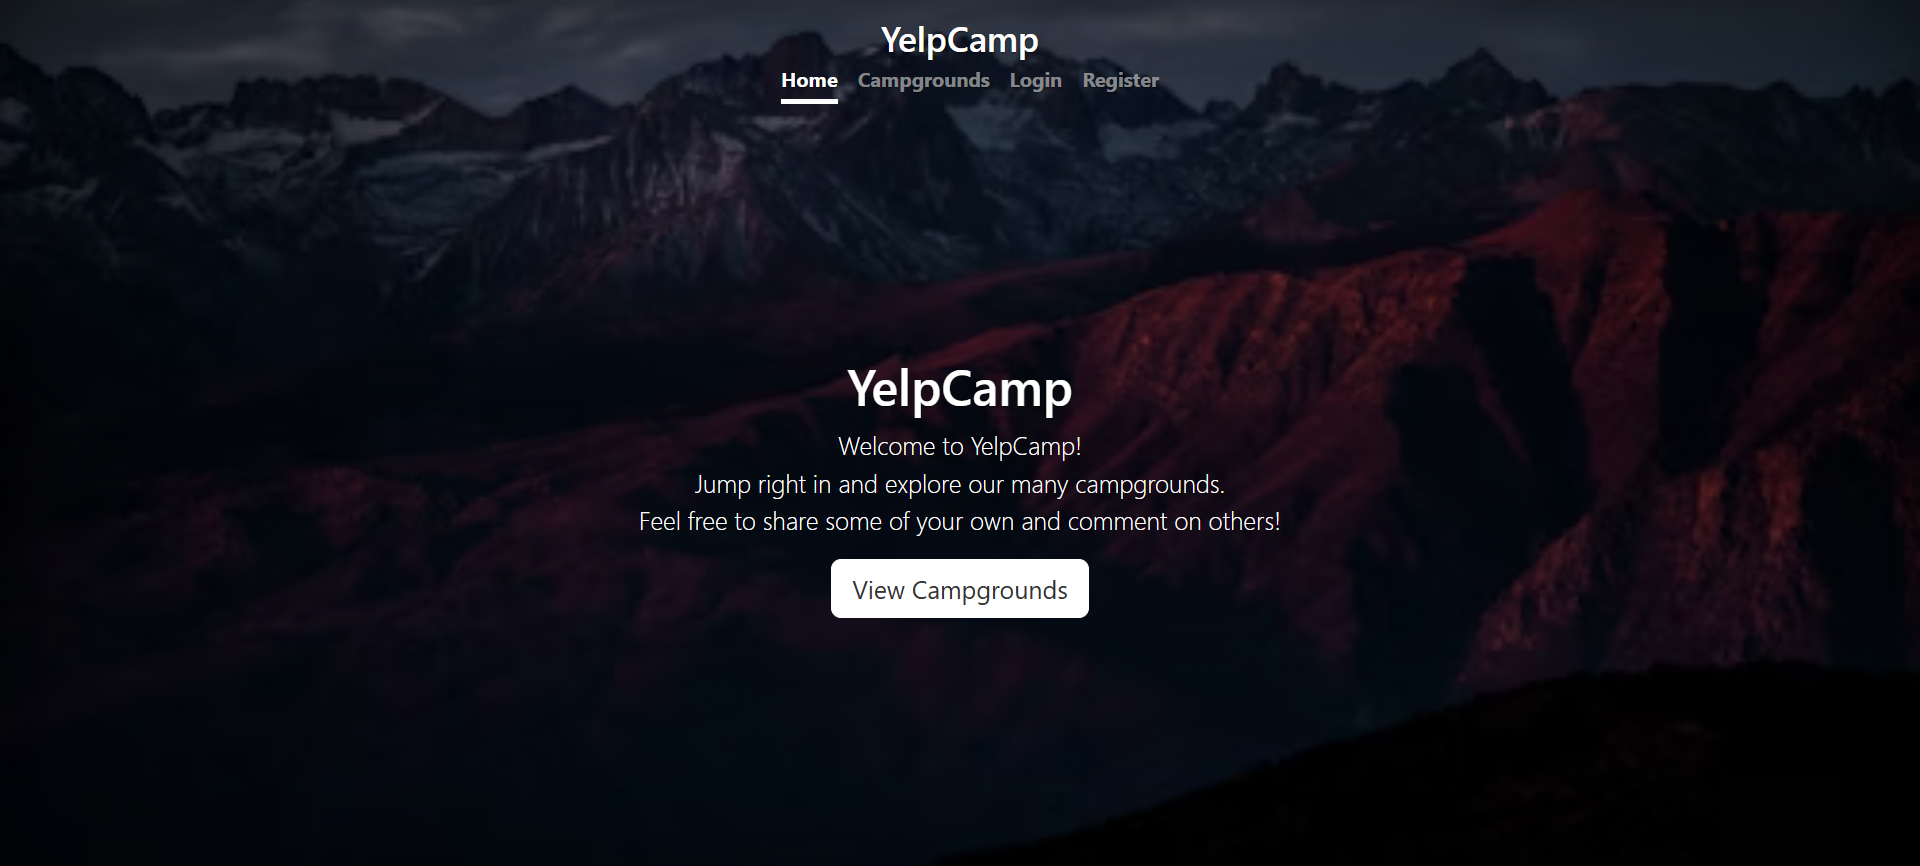 YelpCamp
Home Campgrounds Login Register
YelpCamp
Welcome to YelpCamp!
Jump right in and explore our many campgrounds.
Feel free to share some of your own and comment on others!
View Campgrounds